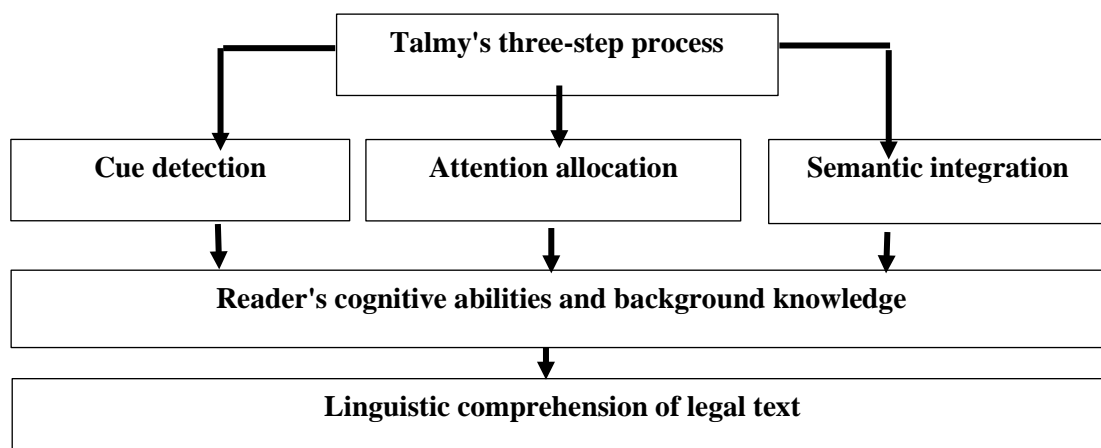 Talmy's three-step process
Cue detection
Attention allocation
Semantic integration
Reader's cognitive abilities and background knowledge
Linguistic comprehension of legal text